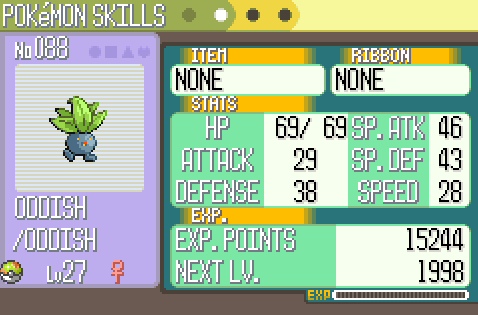 POKéMON SKILLS
No088
ODDISH
/ODDISH
Lv27 ♀
ITEM RIBBON
NONE NONE
STATS
HP 69/ 69 SP. ATK 46
ATTACK 29 SP. DEF 43
DEFENSE 38 SPEED 28
EXP.
EXP. POINTS 15244
NEXT LV. 1998
EXP